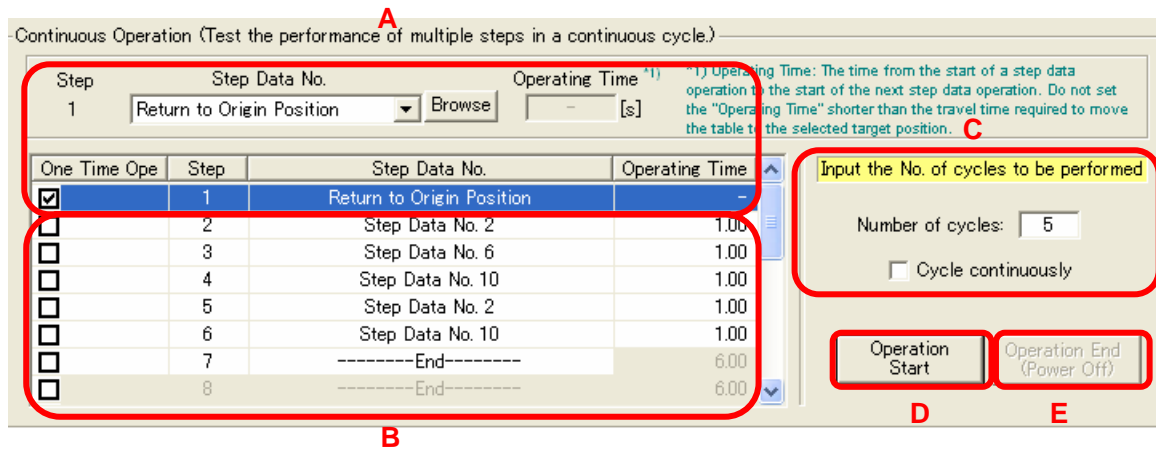 A
Continuous Operation (Test the performance of multiple steps in a continuous cycle.)
Step Step Data No. Operating Time *1)
1 Return to Origin Position Browse - [s]
*1) Operating Time: The time from the start of a step data
operation to the start of the next step data operation. Do not set
the "Operating Time" shorter than the travel time required to move
the table to the selected target position.
C
One Time Ope Step Step Data No. Operating Time
1 Return to Origin Position -
2 Step Data No. 2 1.00
3 Step Data No. 6 1.00
4 Step Data No. 10 1.00
5 Step Data No. 2 1.00
6 Step Data No. 10 1.00
7 --------End-------- 6.00
8 --------End-------- 6.00
Input the No. of cycles to be performed
Number of cycles: 5
Cycle continuously
Operation
Start
Operation End
(Power Off)
D E
B